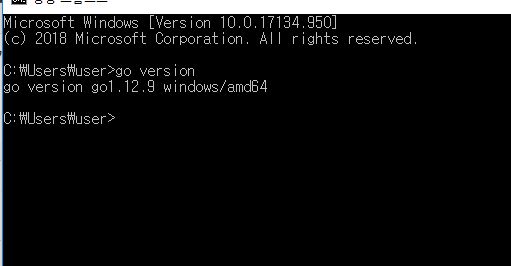 Microsoft Windows [Version 10.0.17134.950]
(c) 2018 Microsoft Corporation. All rights reserved.
C:₩Users₩user>go version
go version go1.12.9 windows/amd64
C:₩Users₩user>